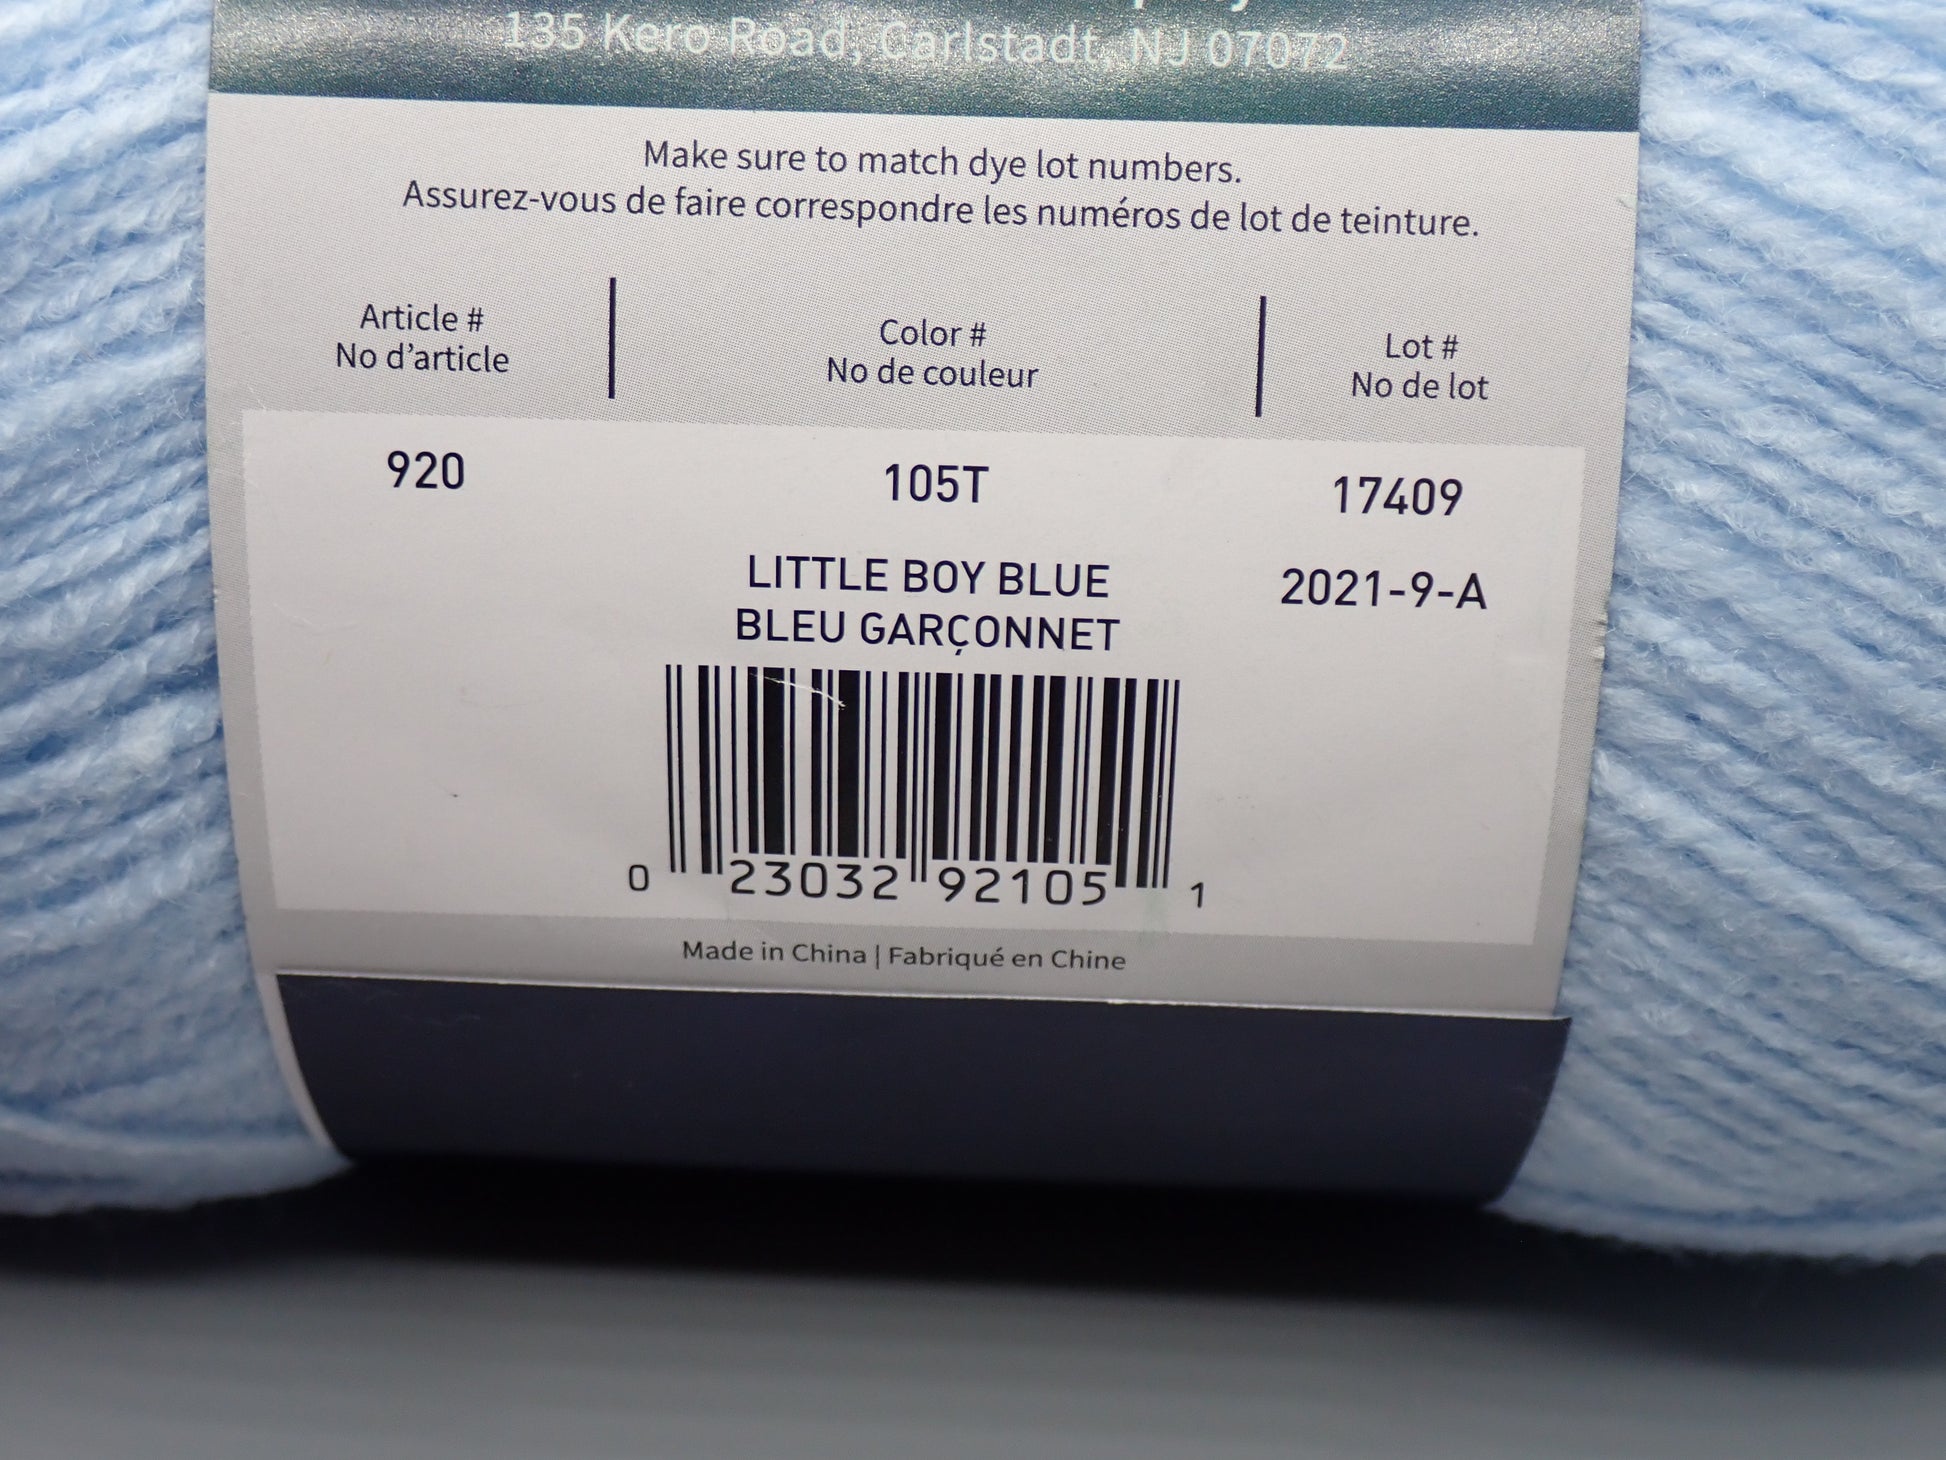 135 Kero Road, Carlstadt, NJ 07072
Make sure to match dye lot numbers.
Assurez-vous de faire correspondre les numéros de lot de teinture.
Article #
No d'article
Color #
No de couleur
Lot #
No de lot
920
105T
17409
LITTLE BOY BLUE
BLEU GARÇONNET
2021-9-A
0 23032 92105 1
Made in China | Fabriqué en Chine